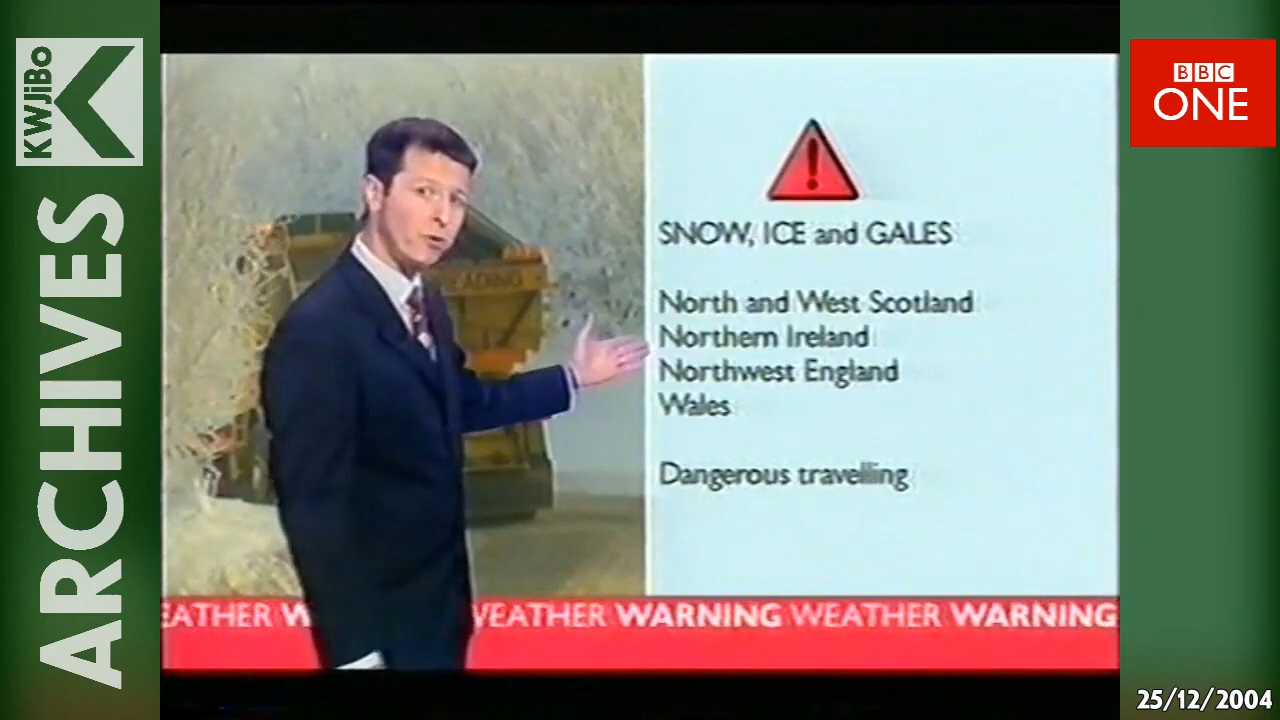 KWJiBo
ARCHIVES
BBC
ONE
SNOW, ICE and GALES
North and West Scotland
Northern Ireland
Northwest England
Wales
Dangerous travelling
EATHER W
WEATHER WARNING WEATHER WARNING
25/12/2004